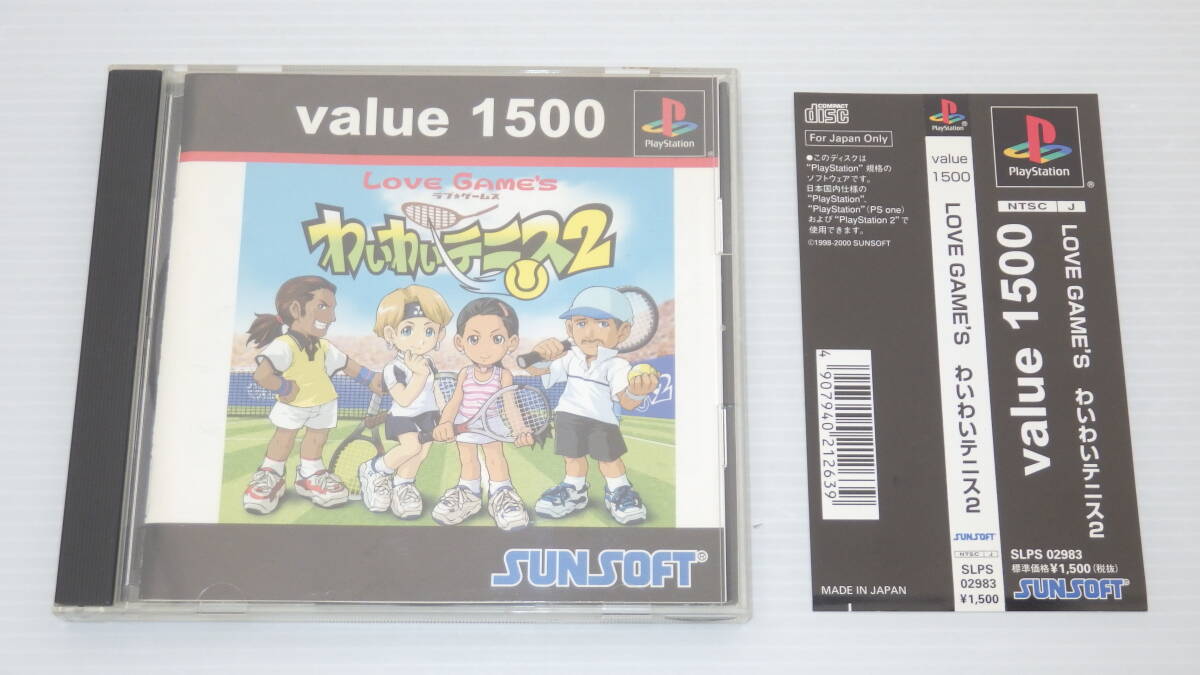 value 1500
PlayStation
LOVE GAME'S
ラブ★ゲームス
わいわいテニス2
SUNSOFT®
COMPACT
disc
For Japan Only
●このディスクは
"PlayStation" 規格の
ソフトウェアです。
日本国内仕様の
"PlayStation",
"PlayStation" (PS one)
および "PlayStation 2" で
使用できます。
©1998-2000 SUNSOFT
4 907940 212639
MADE IN JAPAN
PlayStation
value
1500
LOVE GAME'S わいわいテニス2
SUNSOFT
NTSC J
SLPS
02983
¥1,500
PlayStation
®
NTSC J
value 1500
LOVE GAME'S わいわいテニス2
SLPS 02983
標準価格¥1,500(税抜)
SUNSOFT®